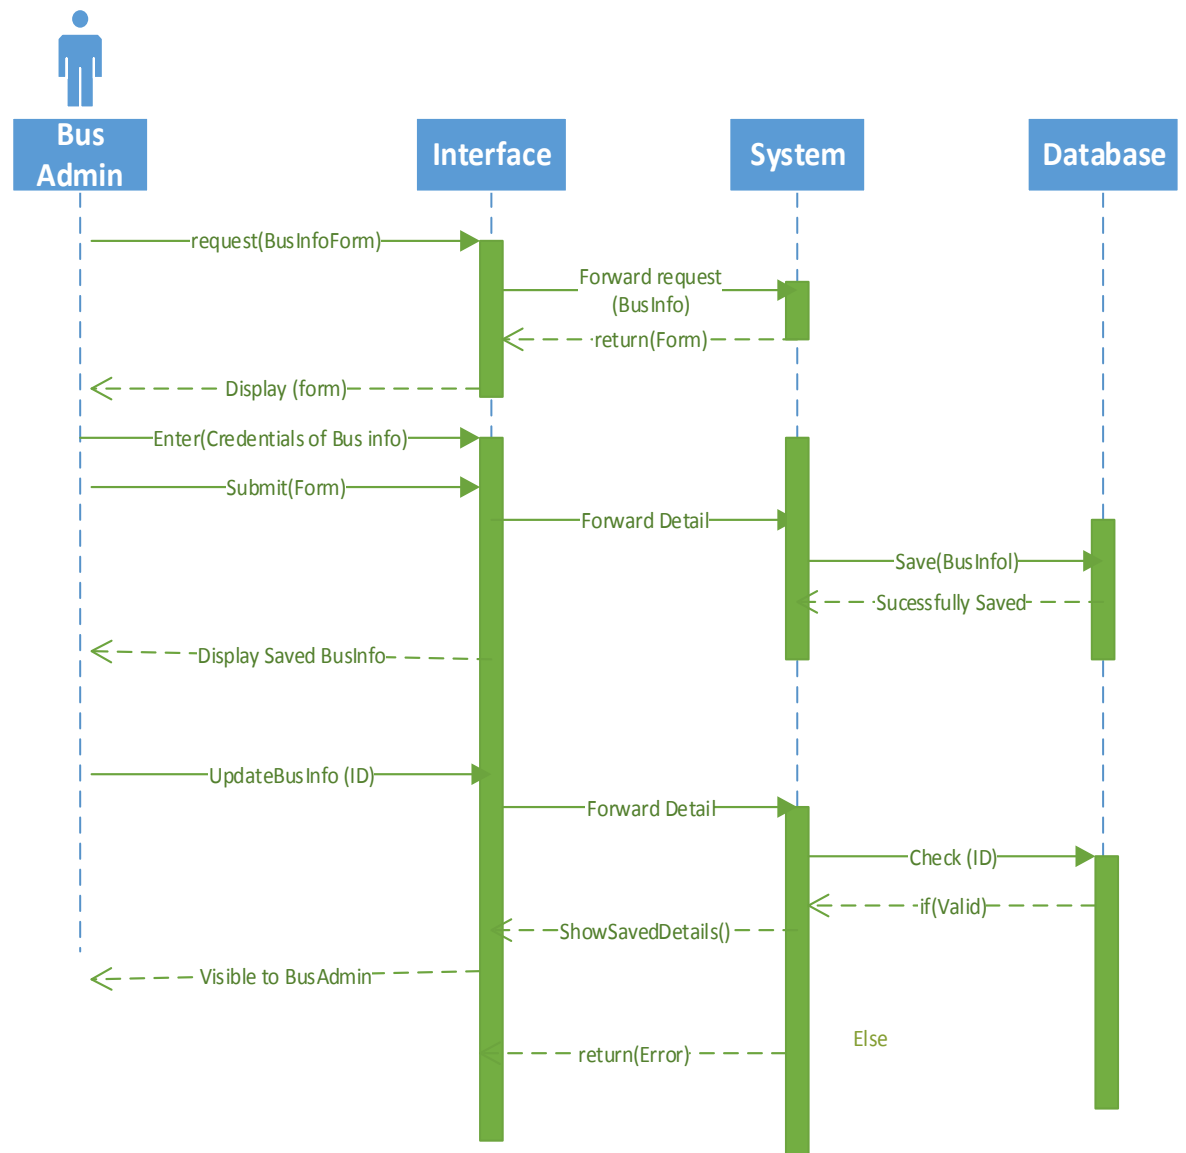 Bus
Admin
Interface
System
Database
request(BusInfoForm)
Forward request
(BusInfo)
return(Form)
Display (form)
Enter(Credentials of Bus info)
Submit(Form)
Forward Detail
Save(BusInfol)
Sucessfully Saved
Display Saved BusInfo
UpdateBusInfo (ID)
Forward Detail
Check (ID)
if(Valid)
ShowSavedDetails()
Visible to BusAdmin
Else
return(Error)